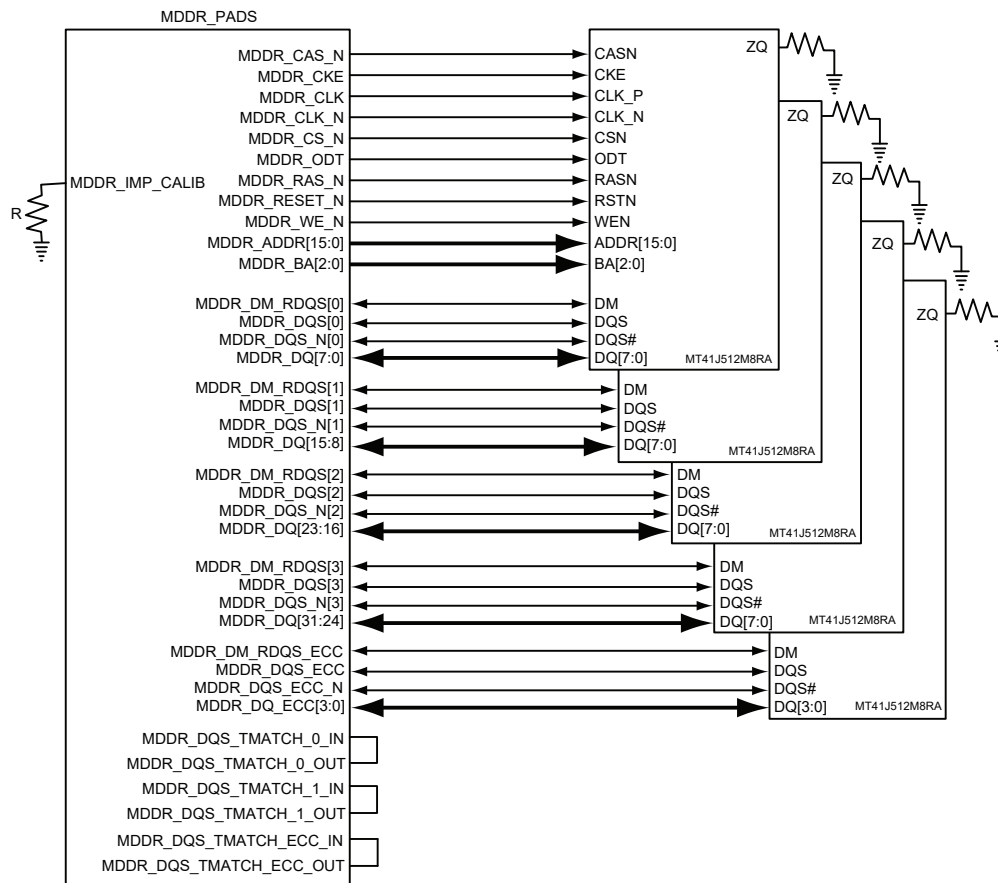 MDDR_PADS
MDDR_CAS_N CASN ZQ
MDDR_CKE CKE
MDDR_CLK CLK_P
MDDR_CLK_N CLK_N ZQ
MDDR_CS_N CSN
MDDR_ODT ODT
MDDR_IMP_CALIB MDDR_RAS_N RASN ZQ
MDDR_RESET_N RSTN
R
MDDR_WE_N WEN
MDDR_ADDR[15:0] ADDR[15:0] ZQ
MDDR_BA[2:0] BA[2:0]
MDDR_DM_RDQS[0] DM ZQ
MDDR_DQS[0] DQS
MDDR_DQS_N[0] DQS#
MDDR_DQ[7:0] DQ[7:0] MT41J512M8RA
MDDR_DM_RDQS[1] DM
MDDR_DQS[1] DQS
MDDR_DQS_N[1] DQS#
MDDR_DQ[15:8] DQ[7:0] MT41J512M8RA
MDDR_DM_RDQS[2] DM
MDDR_DQS[2] DQS
MDDR_DQS_N[2] DQS#
MDDR_DQ[23:16] DQ[7:0] MT41J512M8RA
MDDR_DM_RDQS[3] DM
MDDR_DQS[3] DQS
MDDR_DQS_N[3] DQS#
MDDR_DQ[31:24] DQ[7:0] MT41J512M8RA
MDDR_DM_RDQS_ECC DM
MDDR_DQS_ECC DQS
MDDR_DQS_ECC_N DQS#
MDDR_DQ_ECC[3:0] DQ[3:0] MT41J512M8RA
MDDR_DQS_TMATCH_0_IN
MDDR_DQS_TMATCH_0_OUT
MDDR_DQS_TMATCH_1_IN
MDDR_DQS_TMATCH_1_OUT
MDDR_DQS_TMATCH_ECC_IN
MDDR_DQS_TMATCH_ECC_OUT